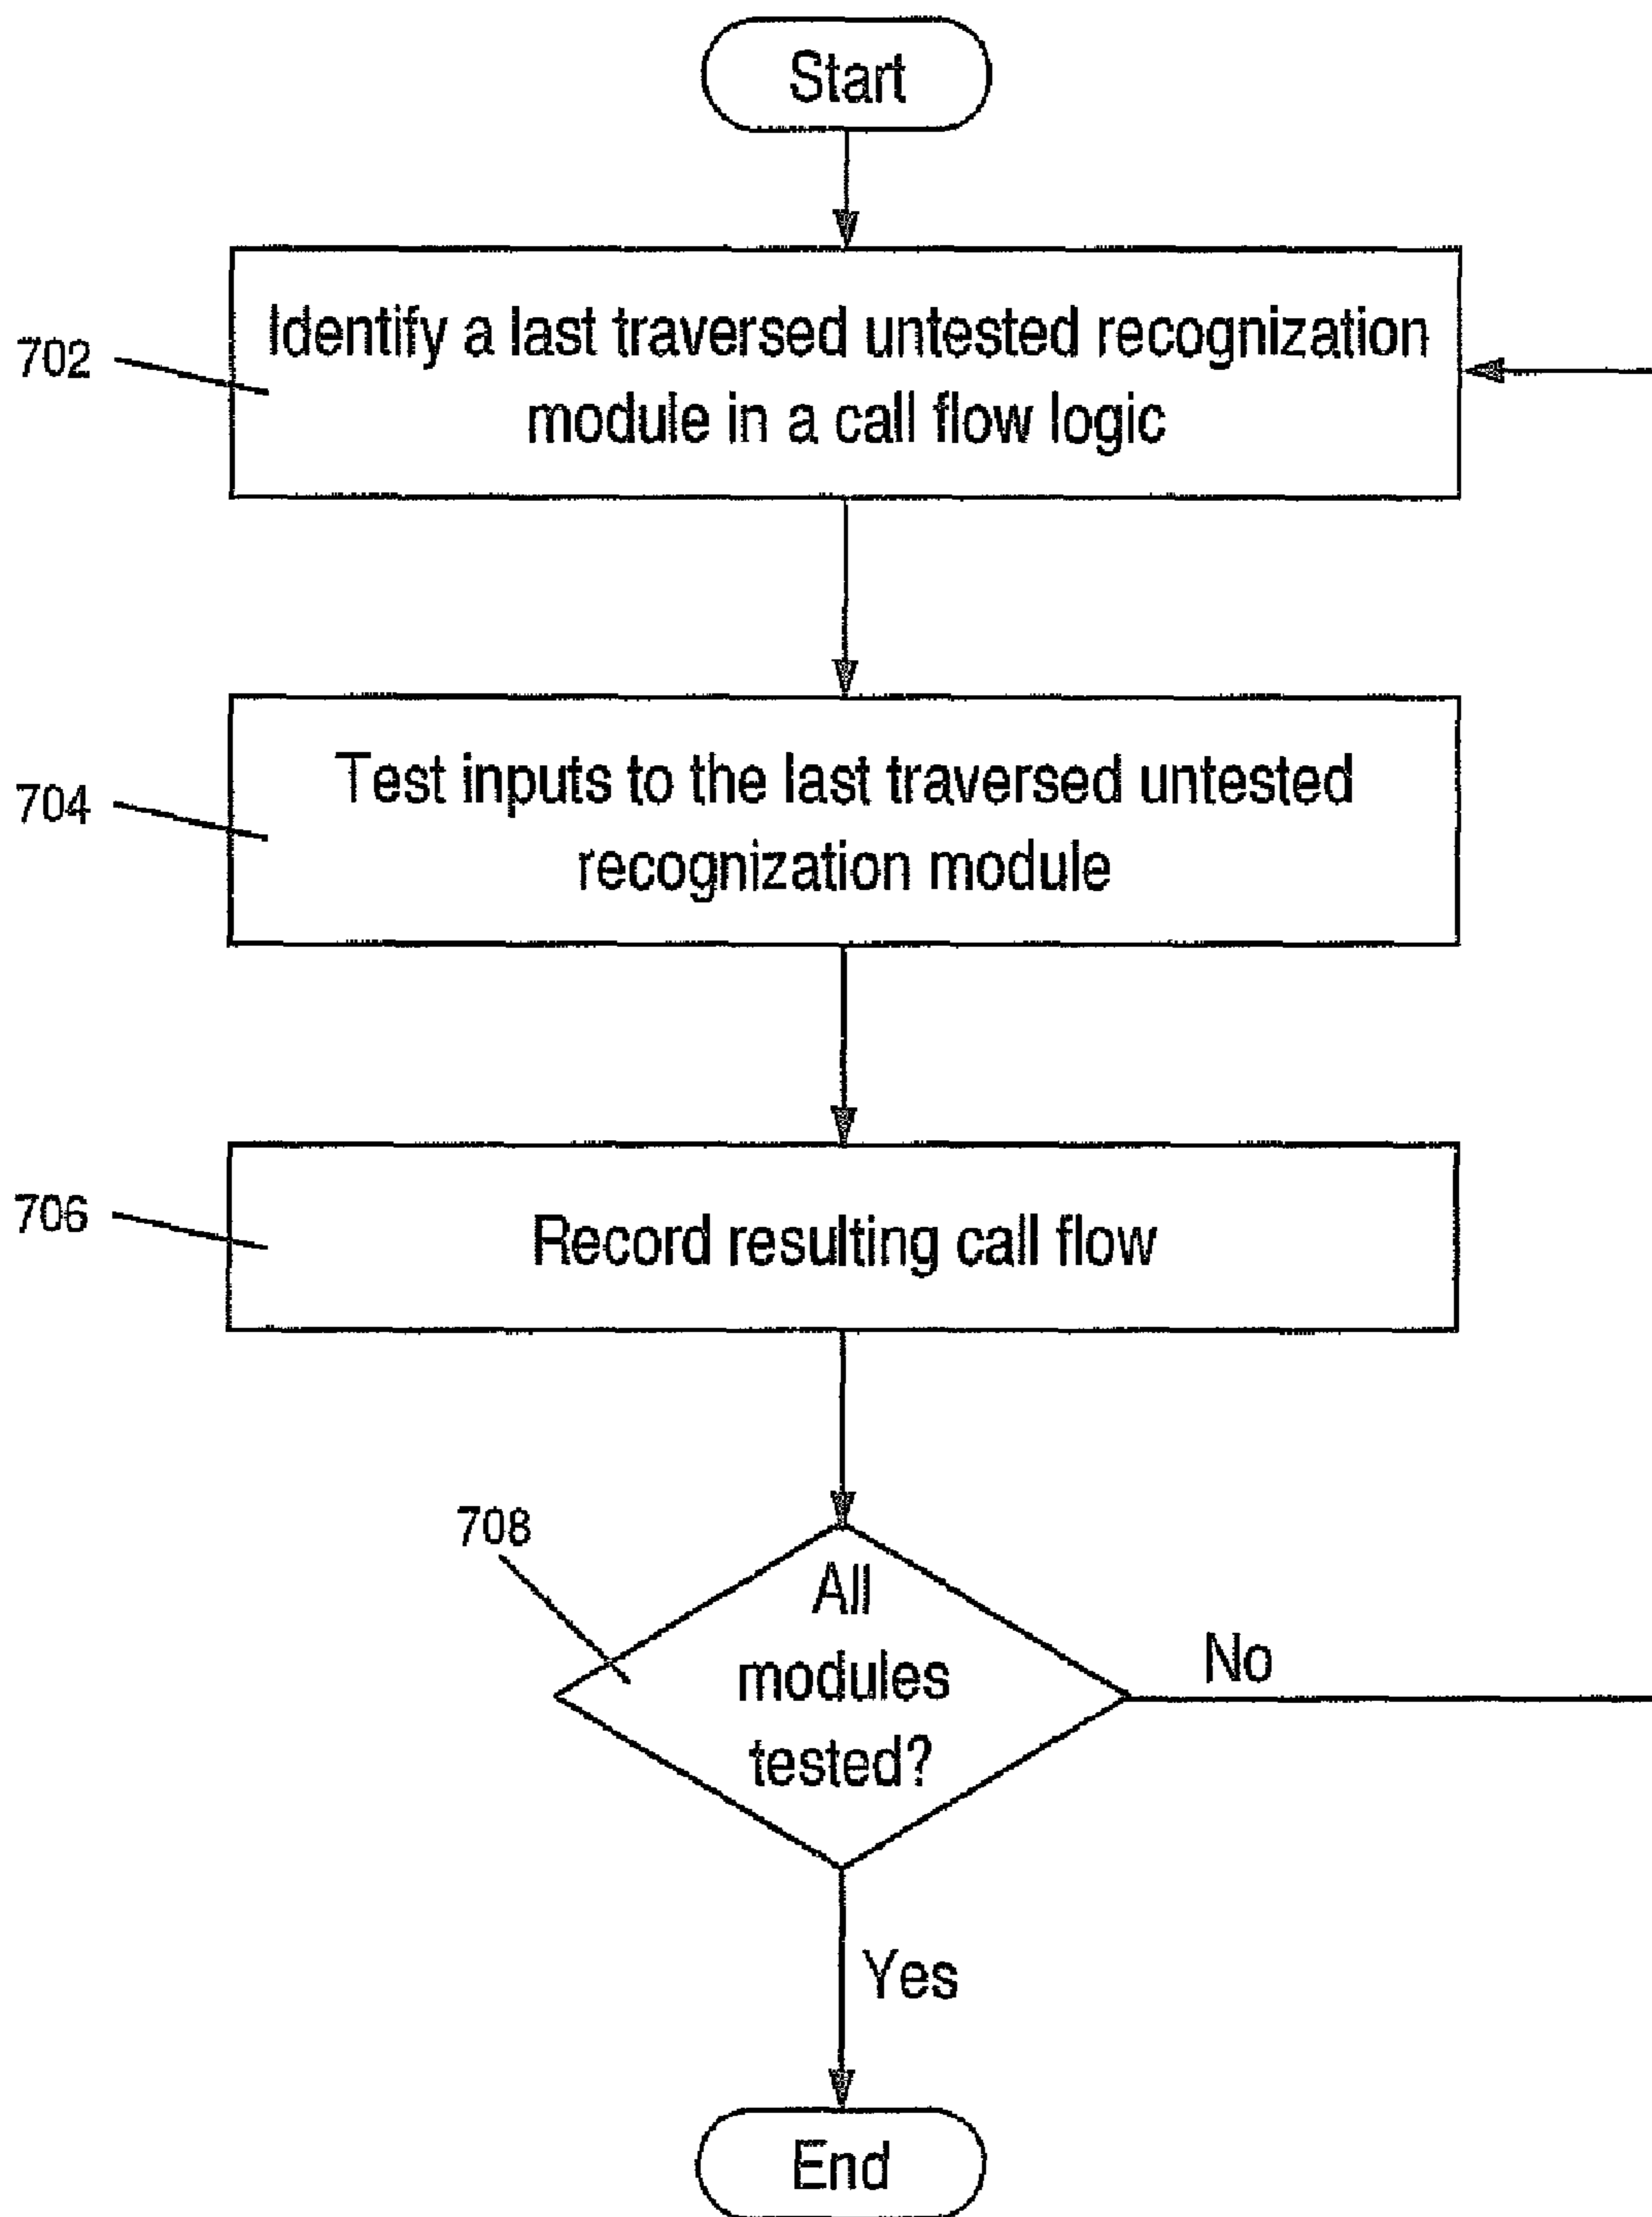 Start
702
Identify a last traversed untested recognization
module in a call flow logic
704
Test inputs to the last traversed untested
recognization module
706
Record resulting call flow
708
All
modules
tested?
No
Yes
End